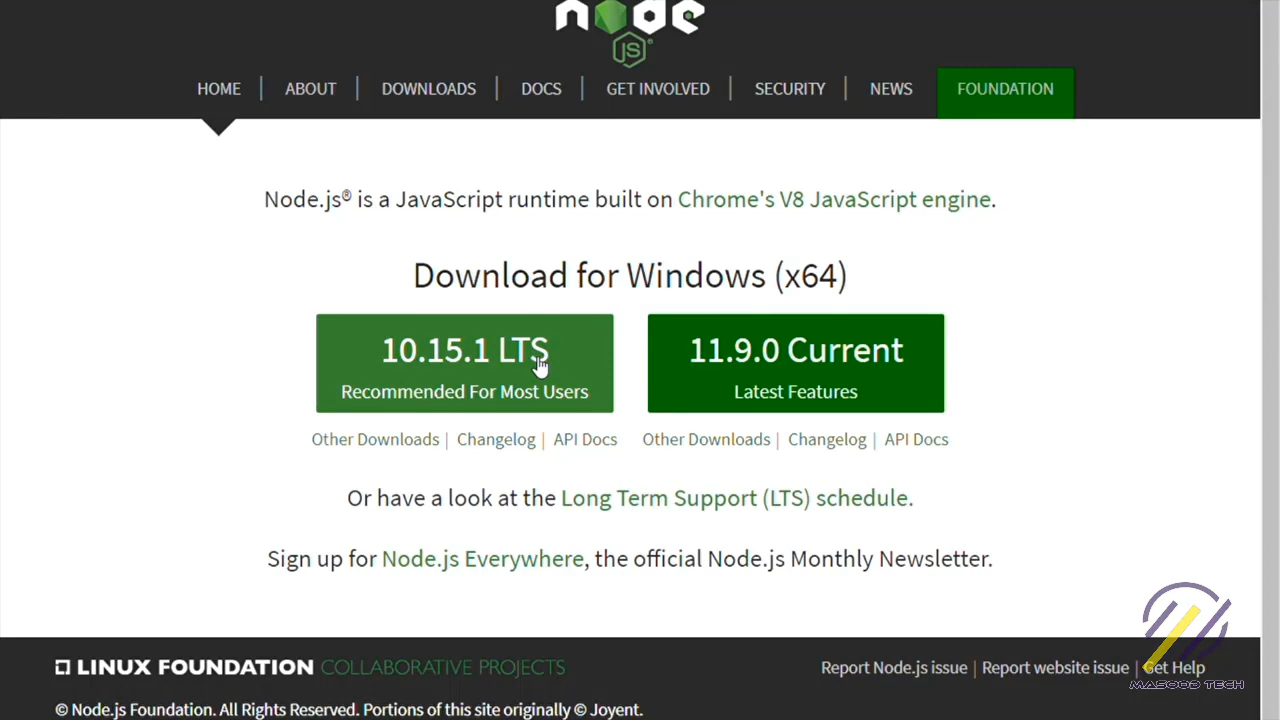 node
JS
HOME | ABOUT | DOWNLOADS | DOCS | GET INVOLVED | SECURITY | NEWS FOUNDATION
Node.js® is a JavaScript runtime built on Chrome's V8 JavaScript engine.
Download for Windows (x64)
10.15.1 LTS
Recommended For Most Users
11.9.0 Current
Latest Features
Other Downloads | Changelog | API Docs
Other Downloads | Changelog | API Docs
Or have a look at the Long Term Support (LTS) schedule.
Sign up for Node.js Everywhere, the official Node.js Monthly Newsletter.
LINUX FOUNDATION COLLABORATIVE PROJECTS
Report Node.js issue | Report website issue | Get Help
MASOOD TECH
© Node.js Foundation. All Rights Reserved. Portions of this site originally © Joyent.